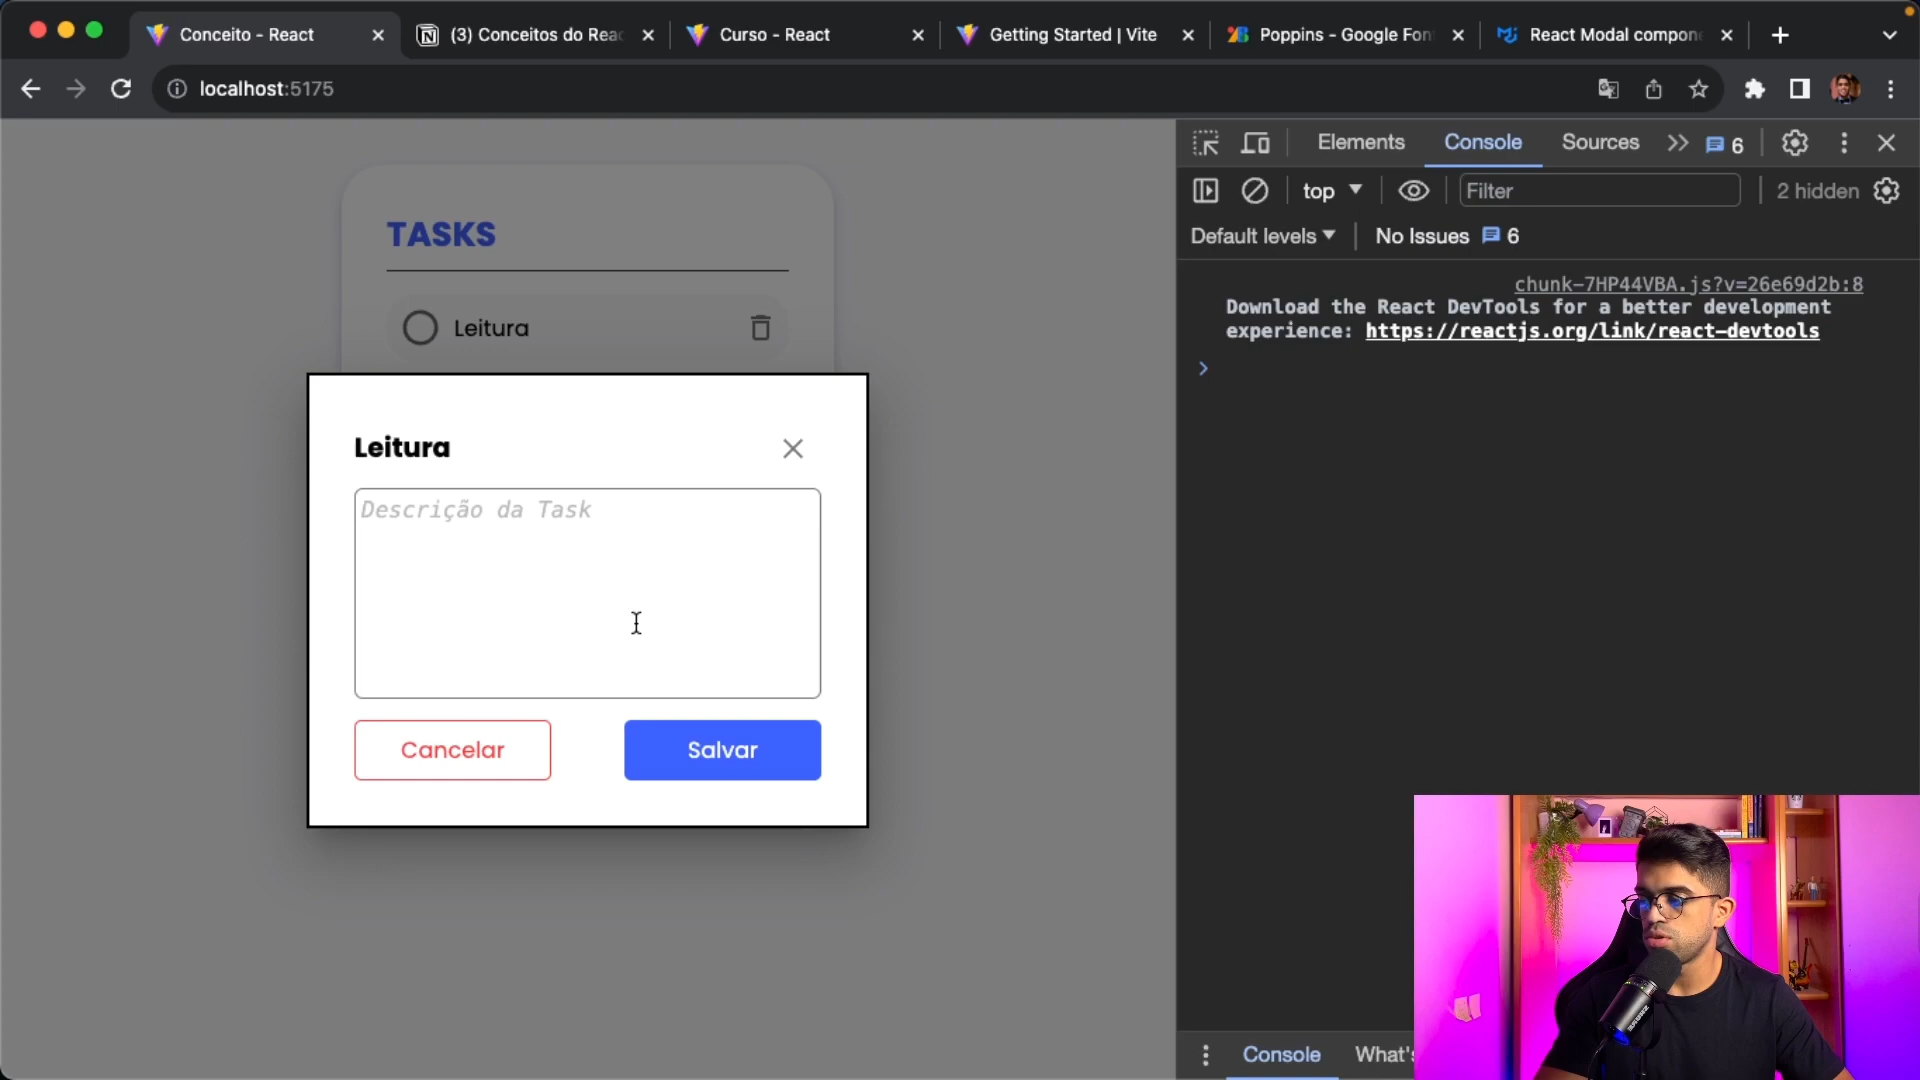 Conceito - React
(3) Conceitos do Reac
Curso - React
Getting Started | Vite
Poppins - Google Fon
React Modal compon
localhost:5175
Elements
Console
Sources
6
top
Filter
2 hidden
Default levels
No Issues
6
chunk-7HP44VBA.js?v=26e69d2b:8
Download the React DevTools for a better development
experience: https://reactjs.org/link/react-devtools
TASKS
Leitura
Leitura
Descrição da Task
Cancelar
Salvar
Console
What's